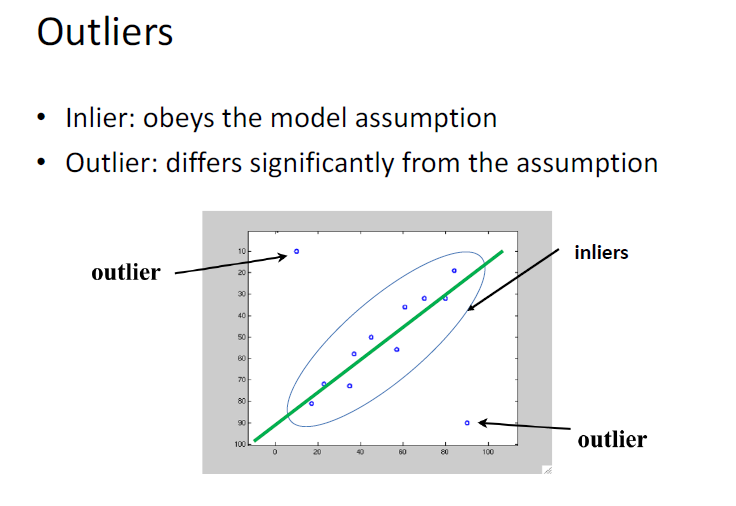 Outliers
• Inlier: obeys the model assumption
• Outlier: differs significantly from the assumption
outlier
inliers
10
20
30
40
50
60
70
80
90
100
0 20 40 60 80 100
outlier